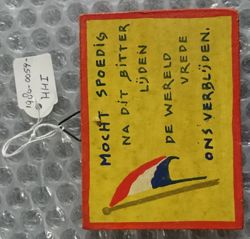 1980-0059-
HHI
MOCHT SPOEDIG
NA DIT BITTER
LIJDEN
DE WERELD
VREDE
ONS VERBLIJDEN.